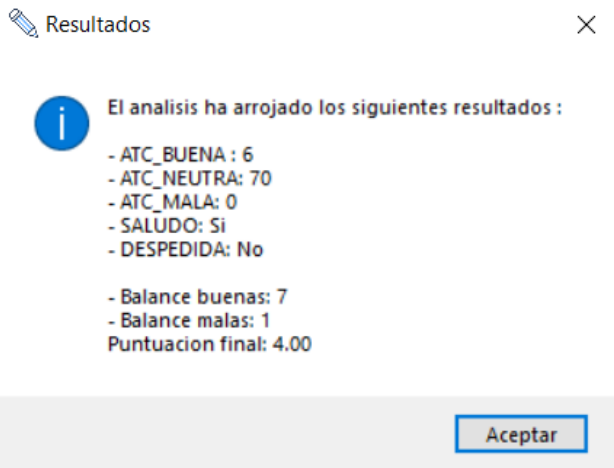 Resultados
El analisis ha arrojado los siguientes resultados :
- ATC_BUENA : 6
- ATC_NEUTRA: 70
- ATC_MALA: 0
- SALUDO: Si
- DESPEDIDA: No
- Balance buenas: 7
- Balance malas: 1
Puntuacion final: 4.00
Aceptar